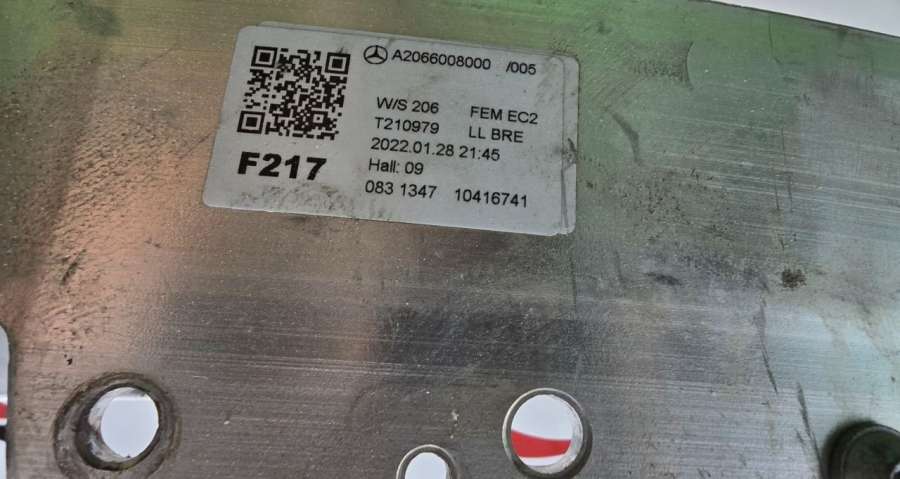 A2066008000 /005
W/S 206 FEM EC2
T210979 LL BRE
2022.01.28 21:45
Hall: 09
083 1347 10416741
F217